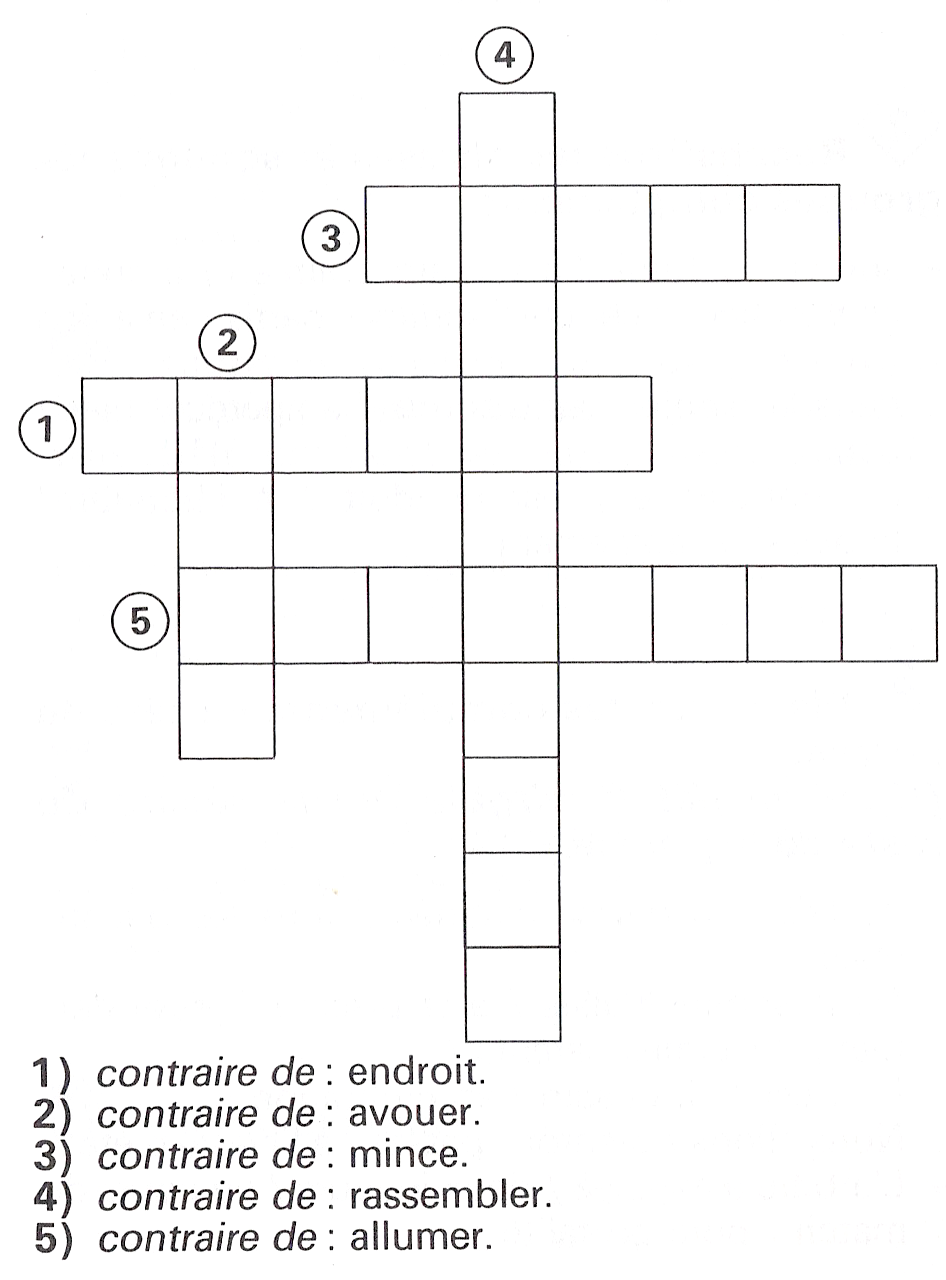 4
3
2
1
5
1) contraire de : endroit.
2) contraire de : avouer.
3) contraire de : mince.
4) contraire de : rassembler.
5) contraire de : allumer.